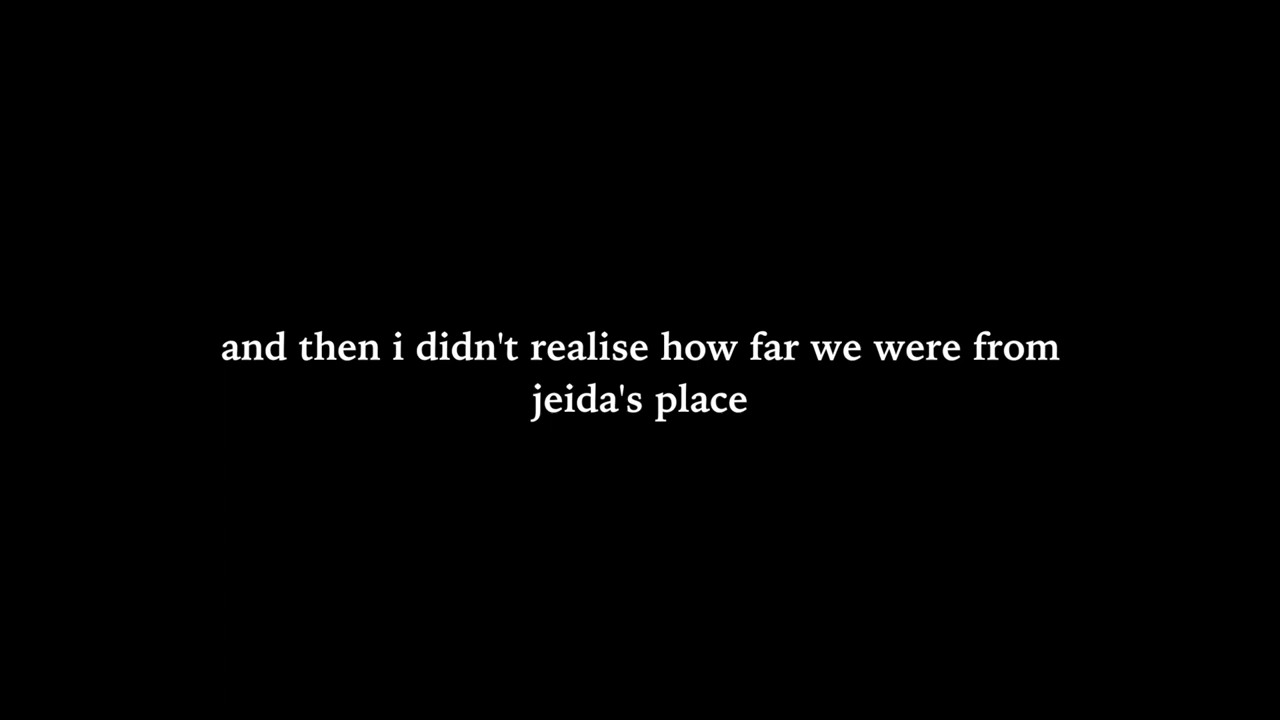 and then i didn't realise how far we were from
jeida's place